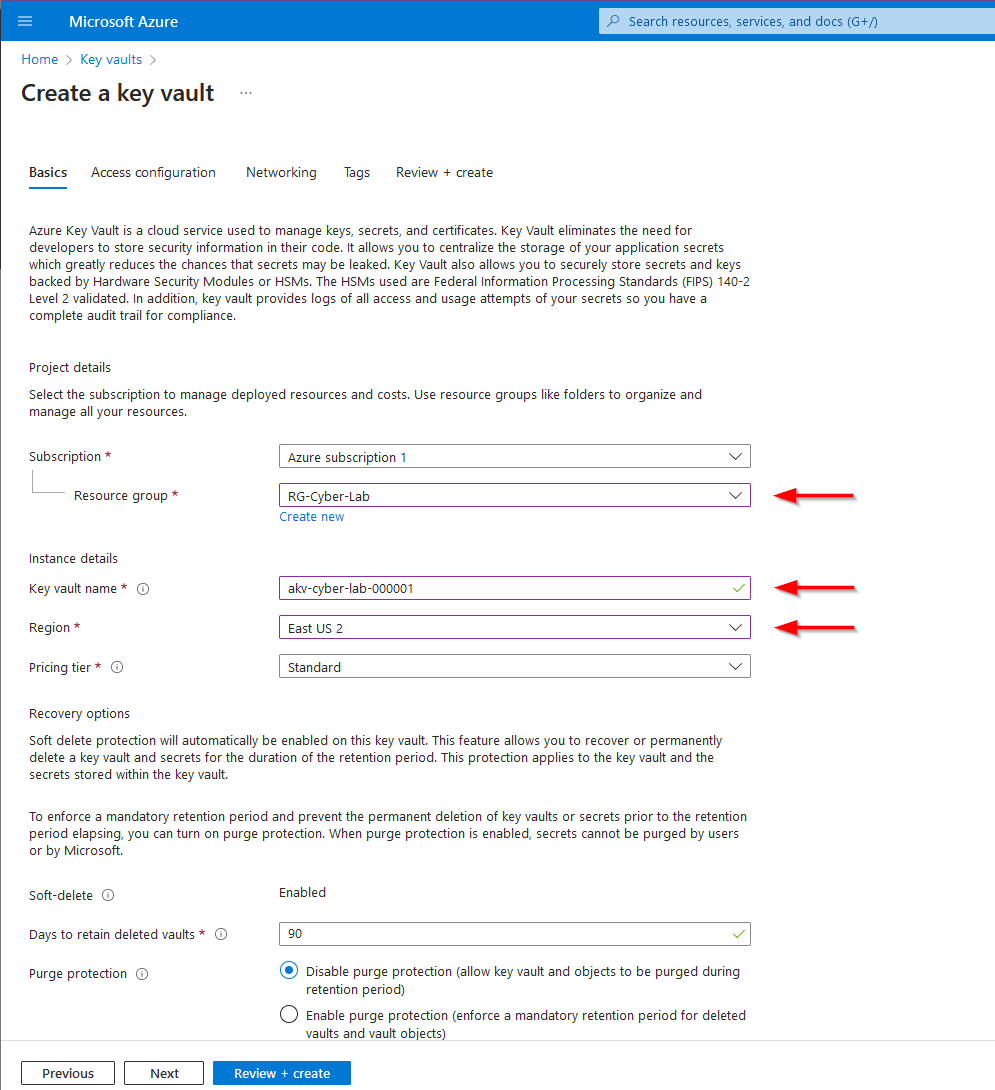 Microsoft Azure
Search resources, services, and docs (G+/)
Home > Key vaults >
Create a key vault ...
Basics Access configuration Networking Tags Review + create
Azure Key Vault is a cloud service used to manage keys, secrets, and certificates. Key Vault eliminates the need for
developers to store security information in their code. It allows you to centralize the storage of your application secrets
which greatly reduces the chances that secrets may be leaked. Key Vault also allows you to securely store secrets and keys
backed by Hardware Security Modules or HSMs. The HSMs used are Federal Information Processing Standards (FIPS) 140-2
Level 2 validated. In addition, key vault provides logs of all access and usage attempts of your secrets so you have a
complete audit trail for compliance.
Project details
Select the subscription to manage deployed resources and costs. Use resource groups like folders to organize and
manage all your resources.
Subscription * Azure subscription 1
Resource group * RG-Cyber-Lab
Create new
Instance details
Key vault name * akv-cyber-lab-000001
Region * East US 2
Pricing tier * Standard
Recovery options
Soft delete protection will automatically be enabled on this key vault. This feature allows you to recover or permanently
delete a key vault and secrets for the duration of the retention period. This protection applies to the key vault and the
secrets stored within the key vault.
To enforce a mandatory retention period and prevent the permanent deletion of key vaults or secrets prior to the retention
period elapsing, you can turn on purge protection. When purge protection is enabled, secrets cannot be purged by users
or by Microsoft.
Soft-delete Enabled
Days to retain deleted vaults * 90
Purge protection Disable purge protection (allow key vault and objects to be purged during
retention period)
Enable purge protection (enforce a mandatory retention period for deleted
vaults and vault objects)
Previous Next Review + create